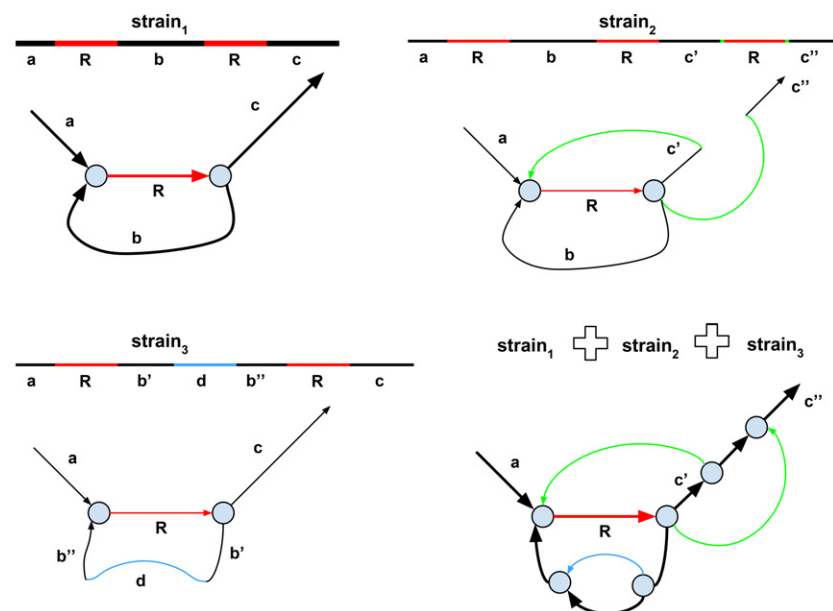 strain1
a R b R c
a
c
R
b
strain2
a R b R c’ R c’’
c’’
a
c’
R
b
strain3
a R b’ d b’’ R c
a
c
R
b’’
b’
d
strain1 strain2 strain3
c’’
a
c’
R